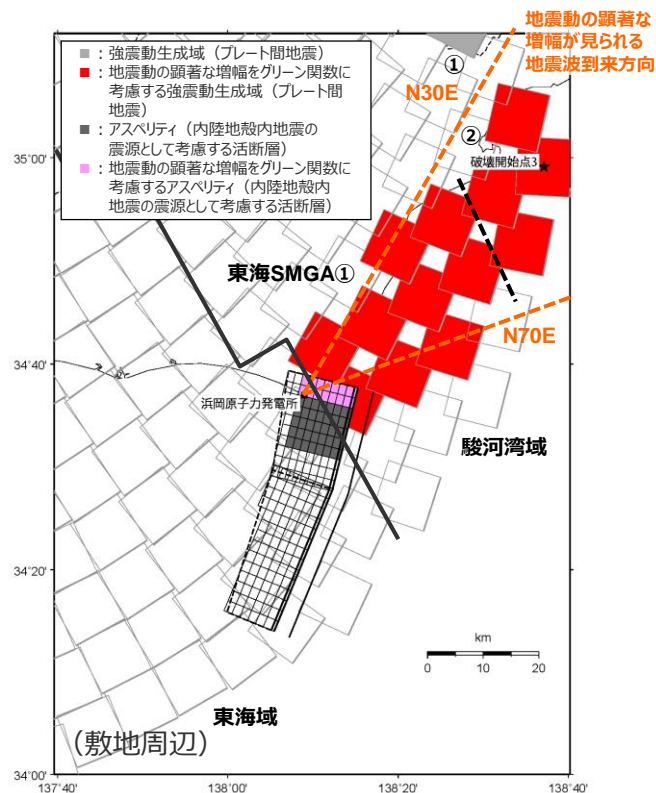 地震動の顕著な
増幅が見られる
地震波到来方向
■ : 強震動生成域（プレート間地震）
■ : 地震動の顕著な増幅をグリーン関数に
考慮する強震動生成域（プレート間
地震）
■ : アスペリティ（内陸地殻内地震の
震源として考慮する活断層）
■ : 地震動の顕著な増幅をグリーン関数に
考慮するアスペリティ（内陸地殻内
地震の震源として考慮する活断層）
①
N30E
②
破壊開始点3
35°00'
東海SMGA①
N70E
34°40'
浜岡原子力発電所
駿河湾域
34°20'
km
0 10 20
東海域
（敷地周辺）
34°00'
137°40' 138°00' 138°20' 138°40'